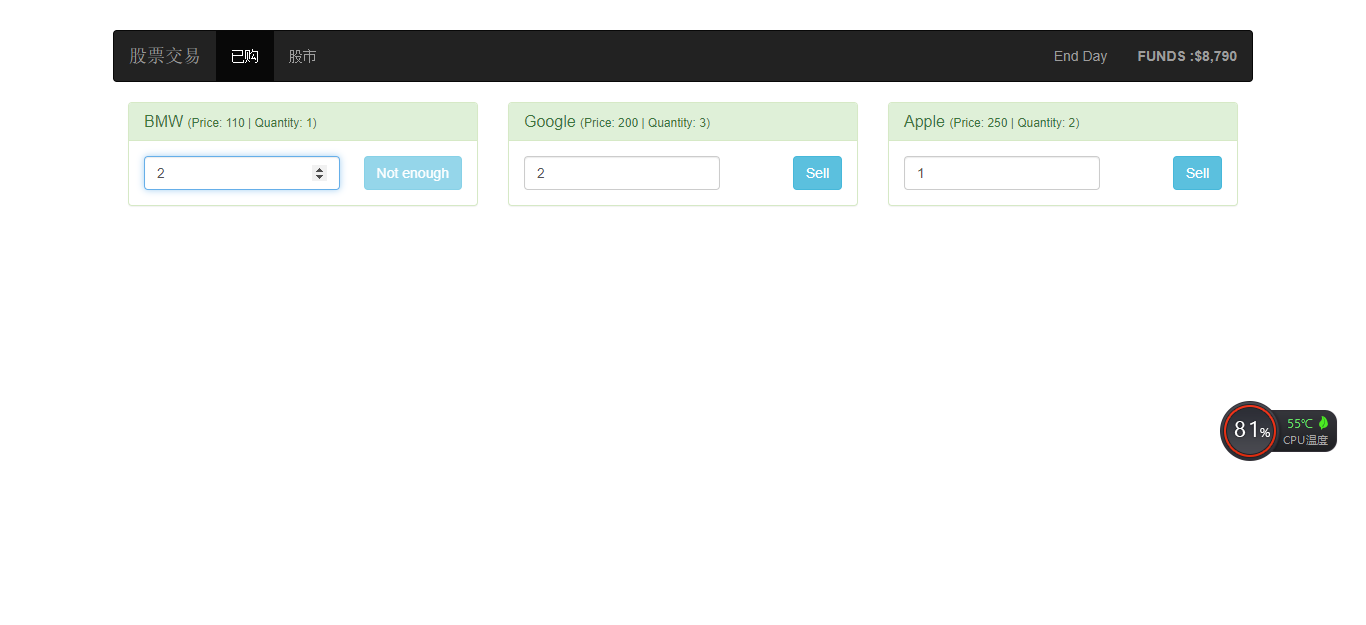 股票交易 已购 股市 End Day FUNDS :$8,790
BMW (Price: 110 | Quantity: 1) Google (Price: 200 | Quantity: 3) Apple (Price: 250 | Quantity: 2)
2 Not enough 2 Sell 1 Sell
81% 55℃
CPU温度